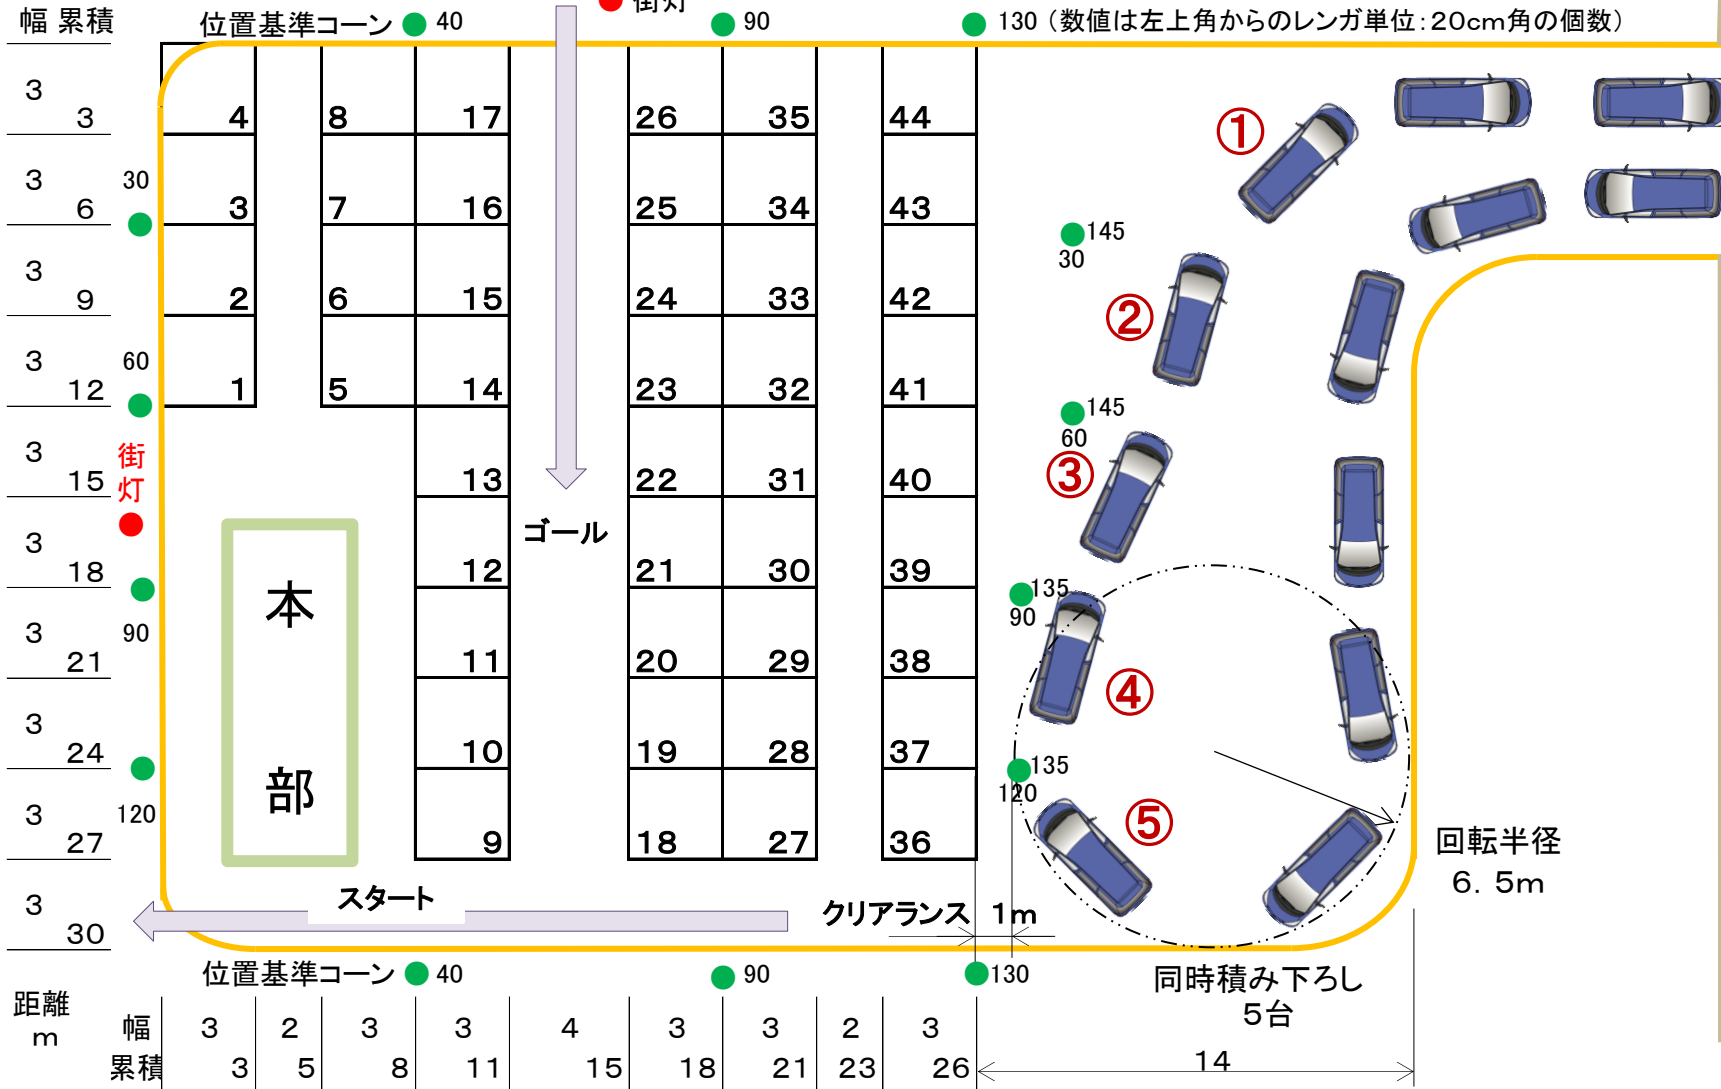 幅 累積
位置基準コーン 40
街灯
90
130 (数値は左上角からのレンガ単位:20cm角の個数)
3
3
4 8 17 26 35 44
①
3
6
30
3 7 16 25 34 43
145
30
3
9
2 6 15 24 33 42
②
3
12
60
1 5 14 23 32 41
145
60
3
15
街
灯
13 22 31 40
③
ゴール
3
18
12 21 30 39
本
部
135
90
3
21
90
11 20 29 38
④
3
24
10 19 28 37
135
120
3
27
120
9 18 27 36
⑤
回転半径
6.5m
3
30
スタート
クリアランス 1m
位置基準コーン 40
90
130
同時積み下ろし
5台
距離
m
幅 3 2 3 3 4 3 3 2 3
累積 3 5 8 11 15 18 21 23 26
14